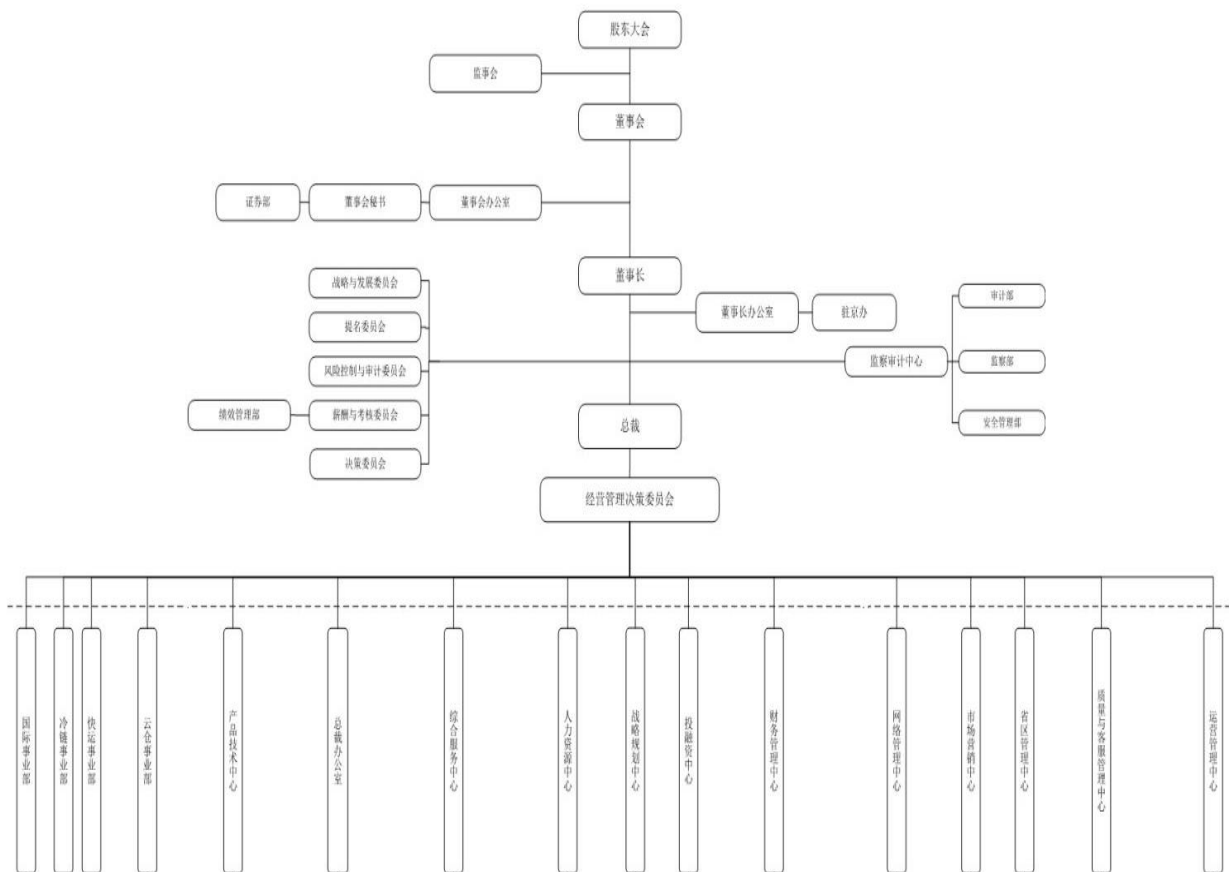 股东大会
监事会
董事会
证券部
董事会秘书
董事会办公室
董事长
战略与发展委员会
提名委员会
风险控制与审计委员会
绩效管理部
薪酬与考核委员会
决策委员会
董事长办公室
驻京办
监察审计中心
审计部
监察部
安全管理部
总裁
经营管理决策委员会
国际事业部
冷链事业部
快运事业部
云仓事业部
产品技术中心
总裁办公室
综合服务中心
人力资源中心
战略规划中心
投融资中心
财务管理中心
网络管理中心
市场营销中心
省区管理中心
质量与客服管理中心
运营管理中心